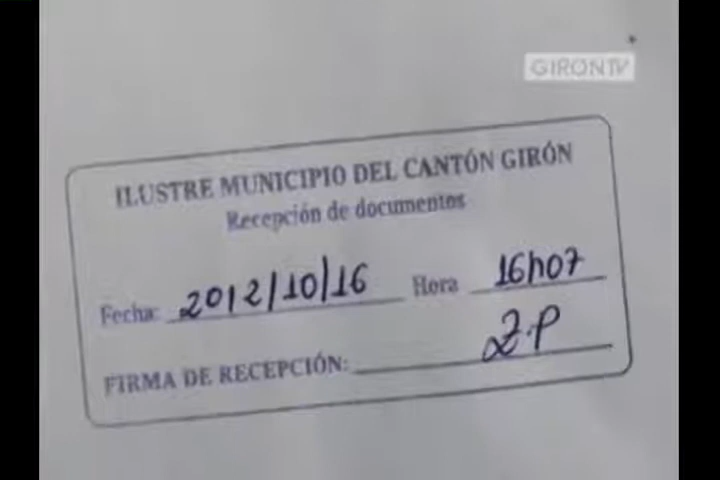 GIRONTV
ILUSTRE MUNICIPIO DEL CANTÓN GIRÓN
Recepción de documentos
Fecha: 2012/10/16 Hora 16h07
FIRMA DE RECEPCIÓN: Z.P